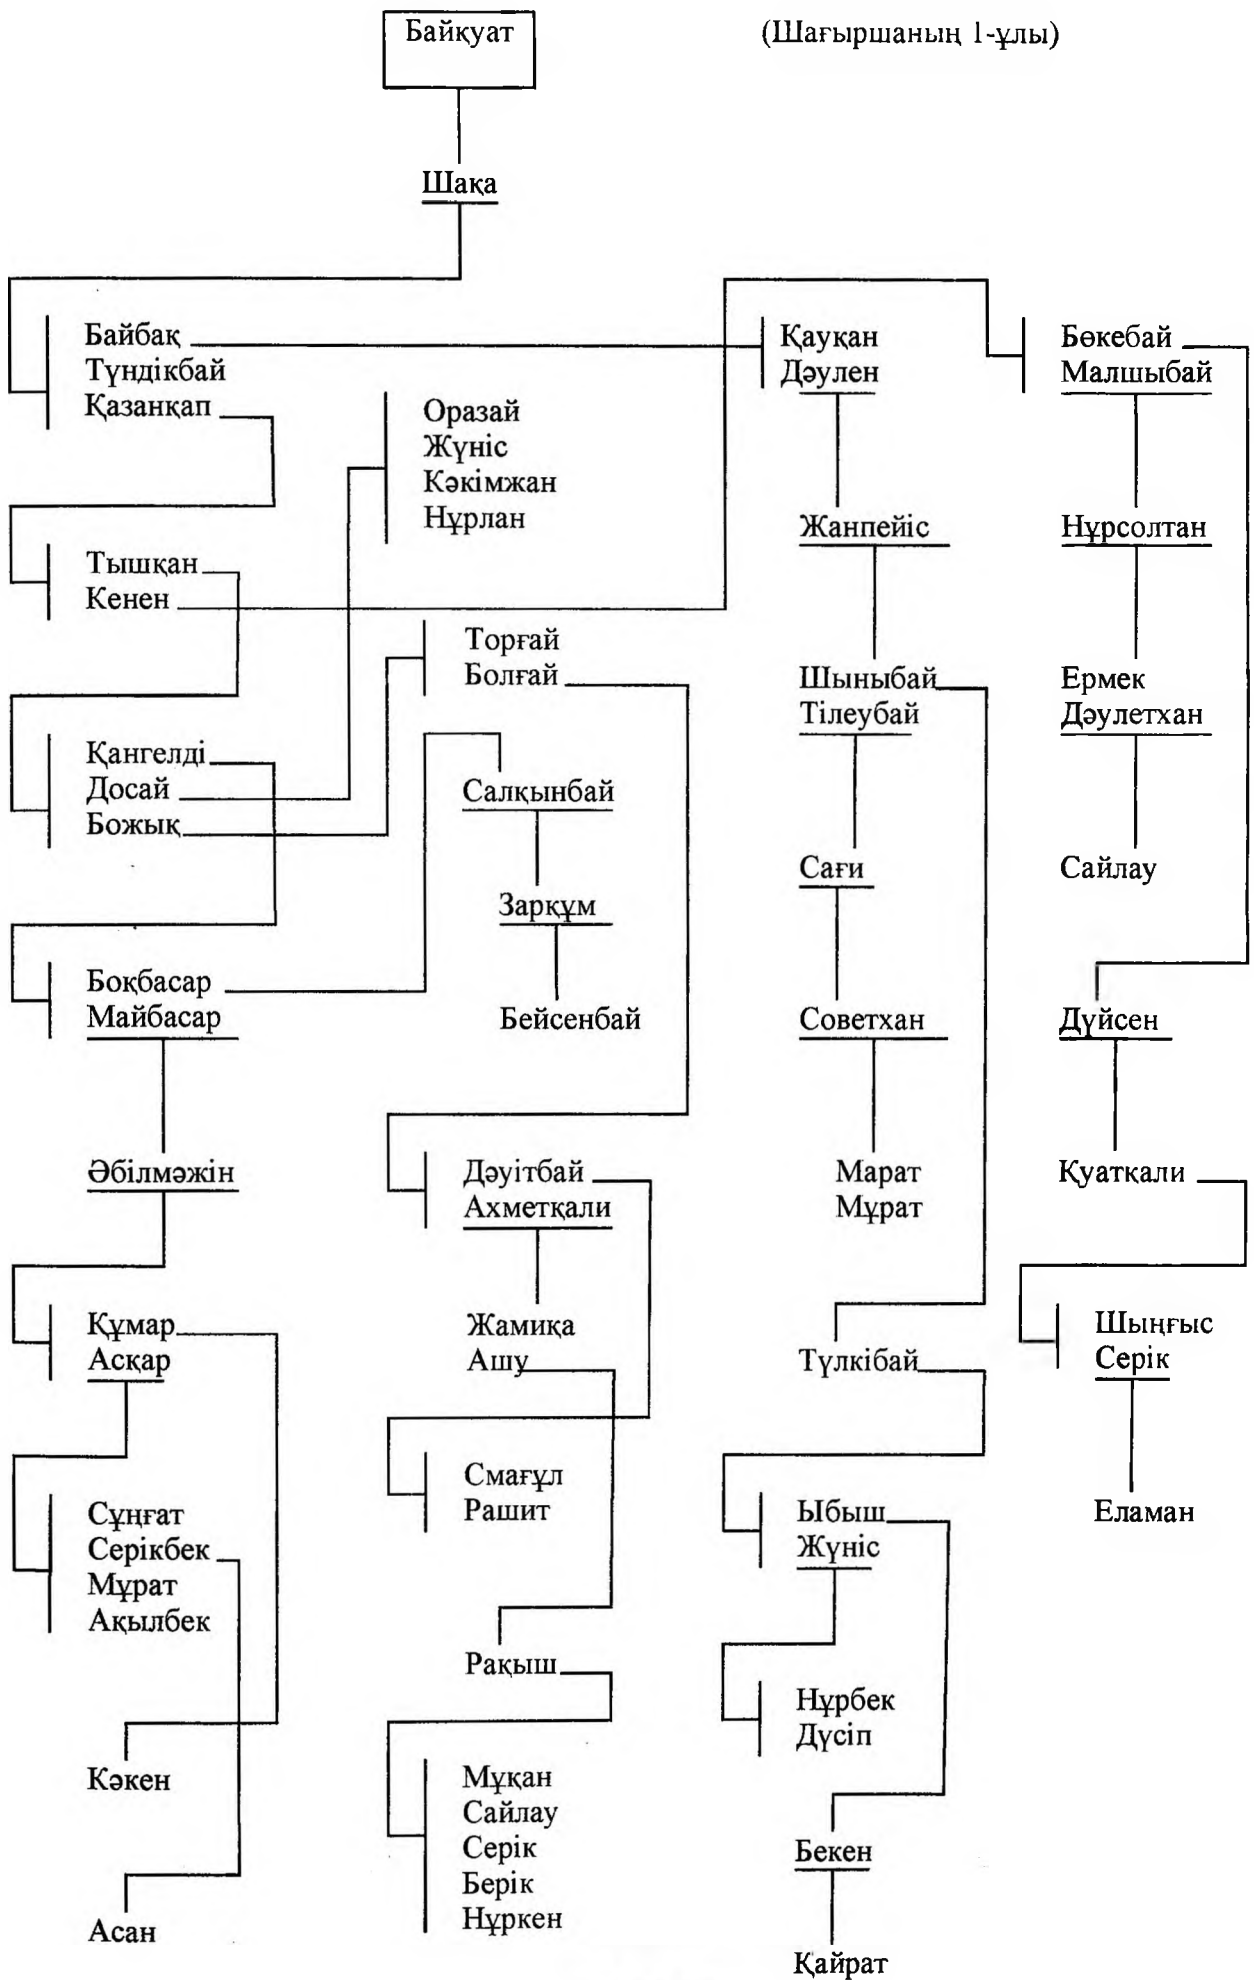 Байқуат
(Шағыршаның 1-ұлы)
Шақа
Байбақ
Түндікбай
Қазанқап
Оразай
Жүніс
Кәкімжан
Нұрлан
Қауқан
Дәулен
Бөкебай
Малшыбай
Тышқан
Кенен
Жанпейіс
Нұрсолтан
Торғай
Болғай
Шыныбай
Тілеубай
Ермек
Дәулетхан
Қангелді
Досай
Божық
Салқынбай
Сағи
Сайлау
Зарқұм
Боқбасар
Майбасар
Бейсенбай
Советхан
Дүйсен
Әбілмәжін
Дәуітбай
Ахметқали
Марат
Мұрат
Қуатқали
Құмар
Асқар
Жамиқа
Ашу
Түлкібай
Шыңғыс
Серік
Смағұл
Рашит
Ыбыш
Жүніс
Еламан
Сұңғат
Серікбек
Мұрат
Ақылбек
Рақыш
Нұрбек
Дүсіп
Кәкен
Мұқан
Сайлау
Серік
Берік
Нұркен
Бекен
Асан
Қайрат